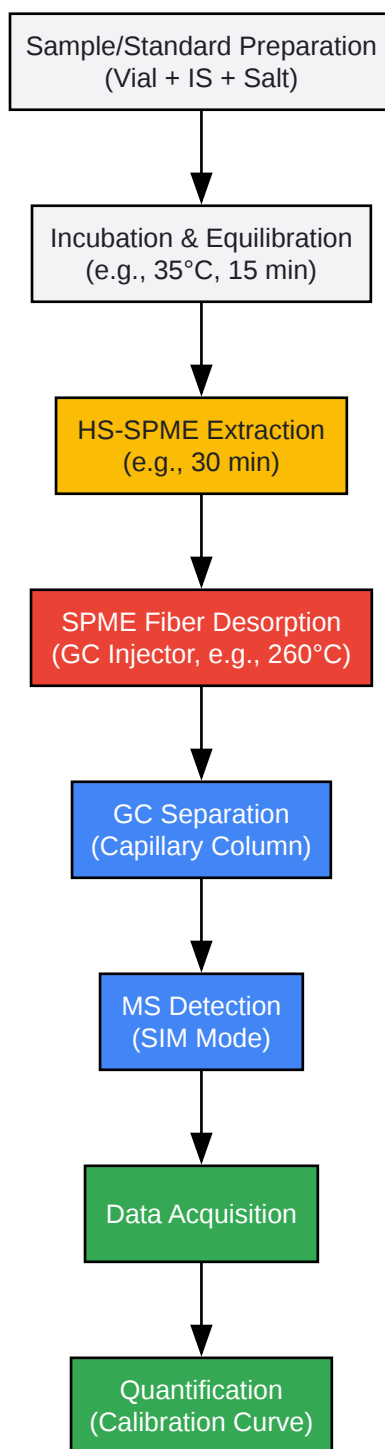 Sample/Standard Preparation
(Vial + IS + Salt)
Incubation & Equilibration
(e.g., 35°C, 15 min)
HS-SPME Extraction
(e.g., 30 min)
SPME Fiber Desorption
(GC Injector, e.g., 260°C)
GC Separation
(Capillary Column)
MS Detection
(SIM Mode)
Data Acquisition
Quantification
(Calibration Curve)